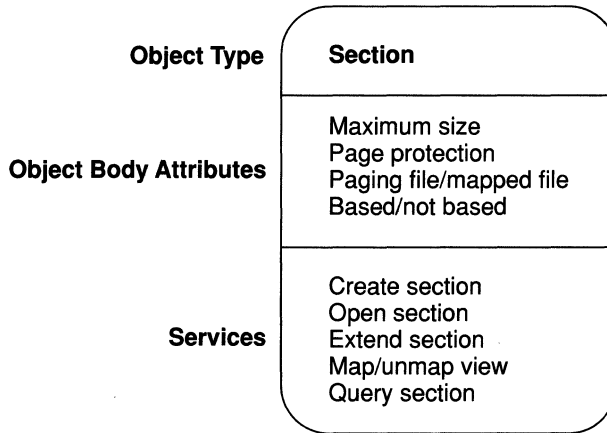 Object Type
Section
Object Body Attributes
Maximum size
Page protection
Paging file/mapped file
Based/not based
Services
Create section
Open section
Extend section
Map/unmap view
Query section